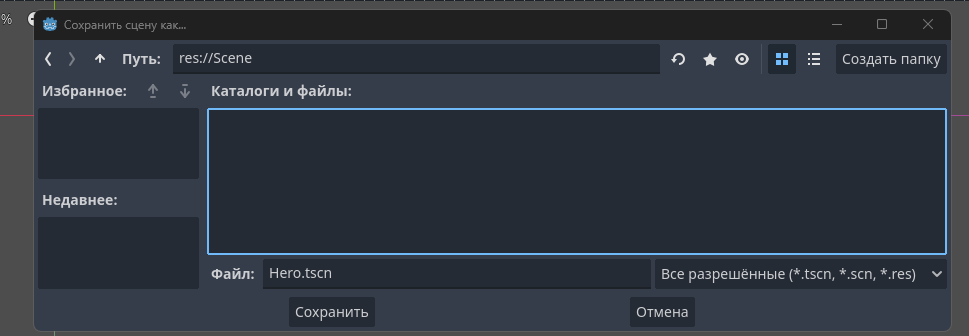 %
Сохранить сцену как...
Путь: res://Scene Создать папку
Избранное: Каталоги и файлы:
Недавнее:
Файл: Hero.tscn Все разрешённые (*.tscn, *.scn, *.res)
Сохранить Отмена